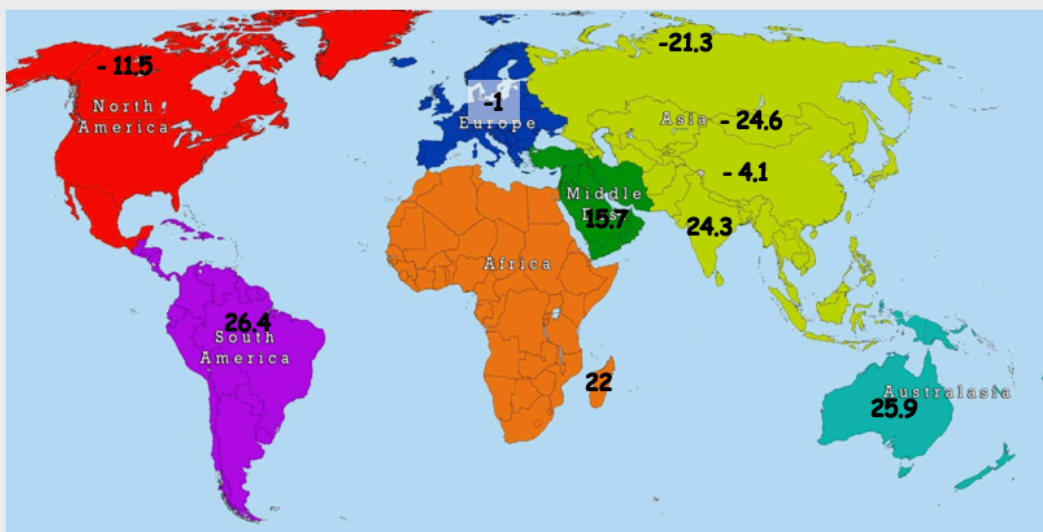 -21.3
- 11.5
North
America
-1
Europe
Asia
- 24.6
- 4.1
Middle
East
15.7
24.3
Africa
26.4
South
America
22
Australasia
25.9